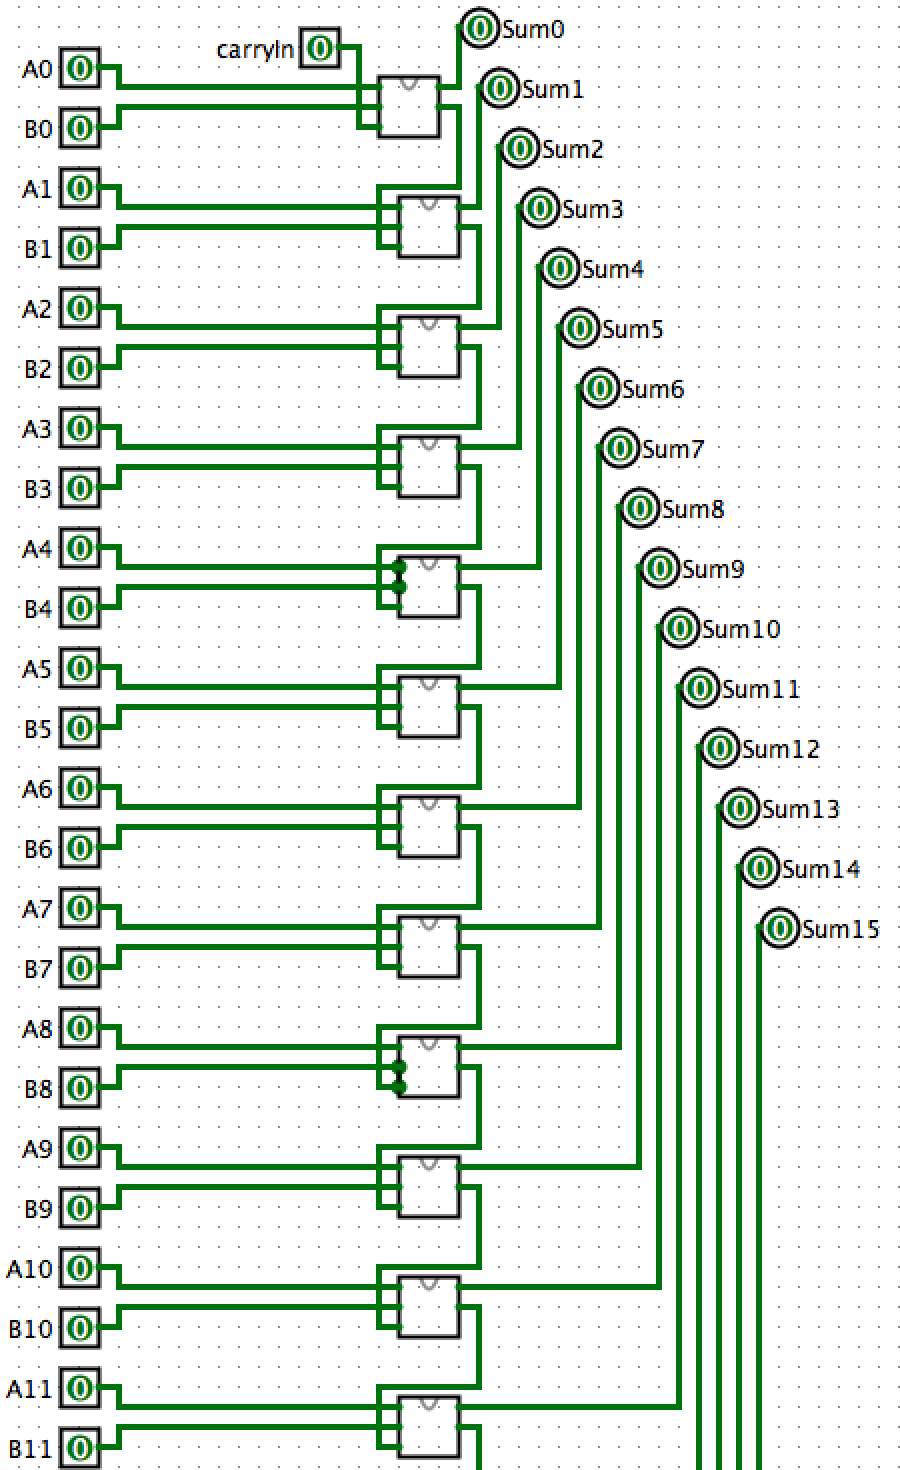 carryIn 0
0 Sum0
A0 0
B0 0
0 Sum1
A1 0
0 Sum2
B1 0
0 Sum3
A2 0
0 Sum4
B2 0
0 Sum5
A3 0
0 Sum6
B3 0
0 Sum7
A4 0
0 Sum8
B4 0
0 Sum9
A5 0
0 Sum10
B5 0
0 Sum11
A6 0
0 Sum12
B6 0
0 Sum13
A7 0
0 Sum14
B7 0
0 Sum15
A8 0
B8 0
A9 0
B9 0
A10 0
B10 0
A11 0
B11 0